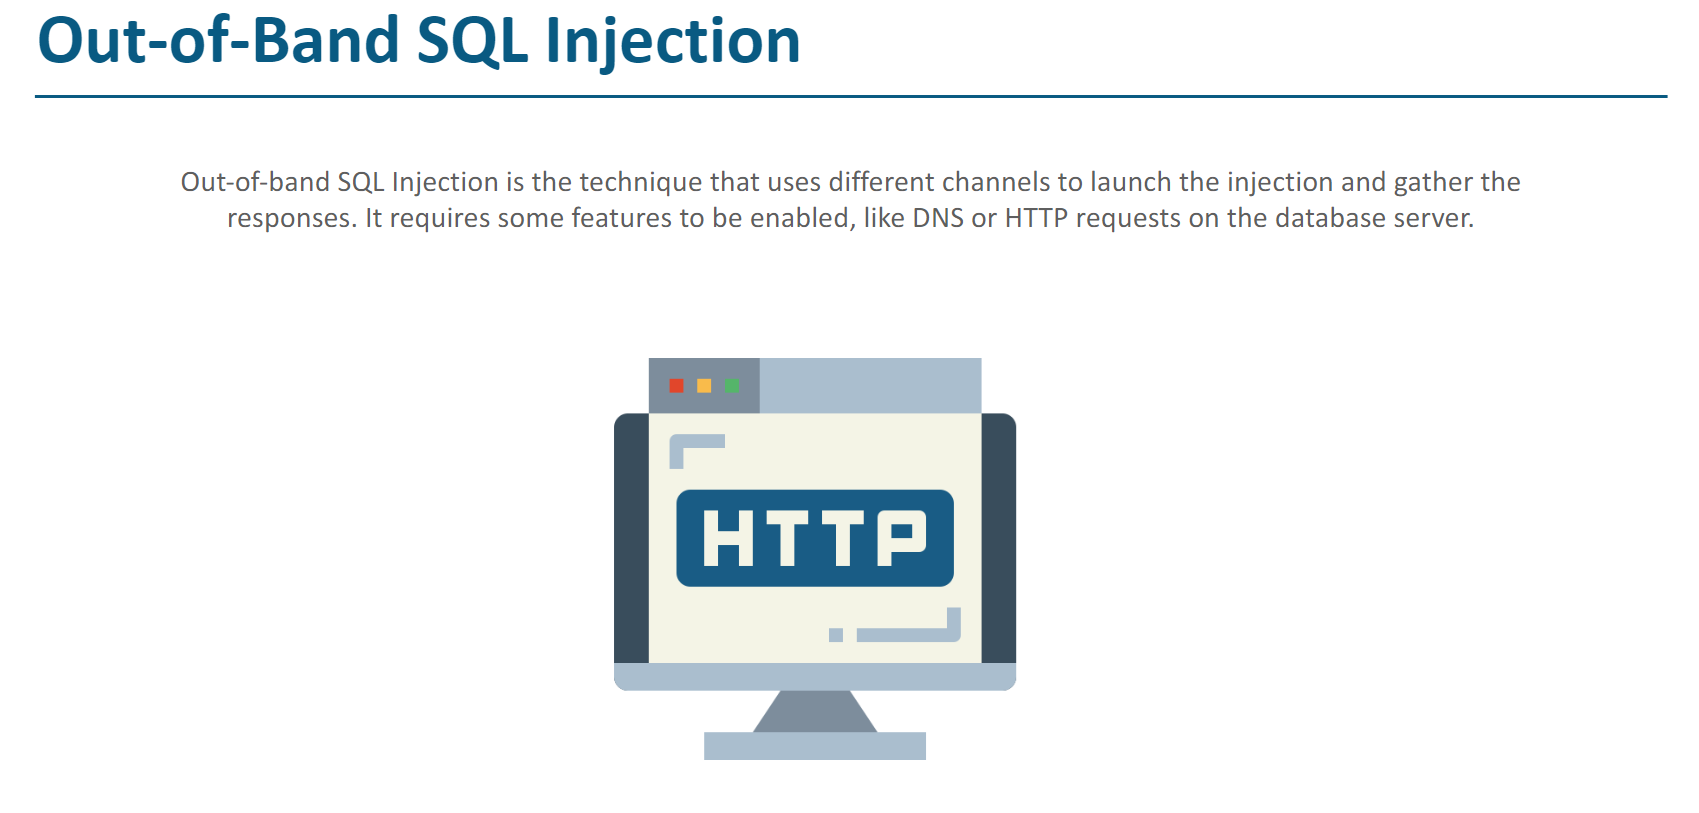 Out-of-Band SQL Injection
Out-of-band SQL Injection is the technique that uses different channels to launch the injection and gather the
responses. It requires some features to be enabled, like DNS or HTTP requests on the database server.
HTTP